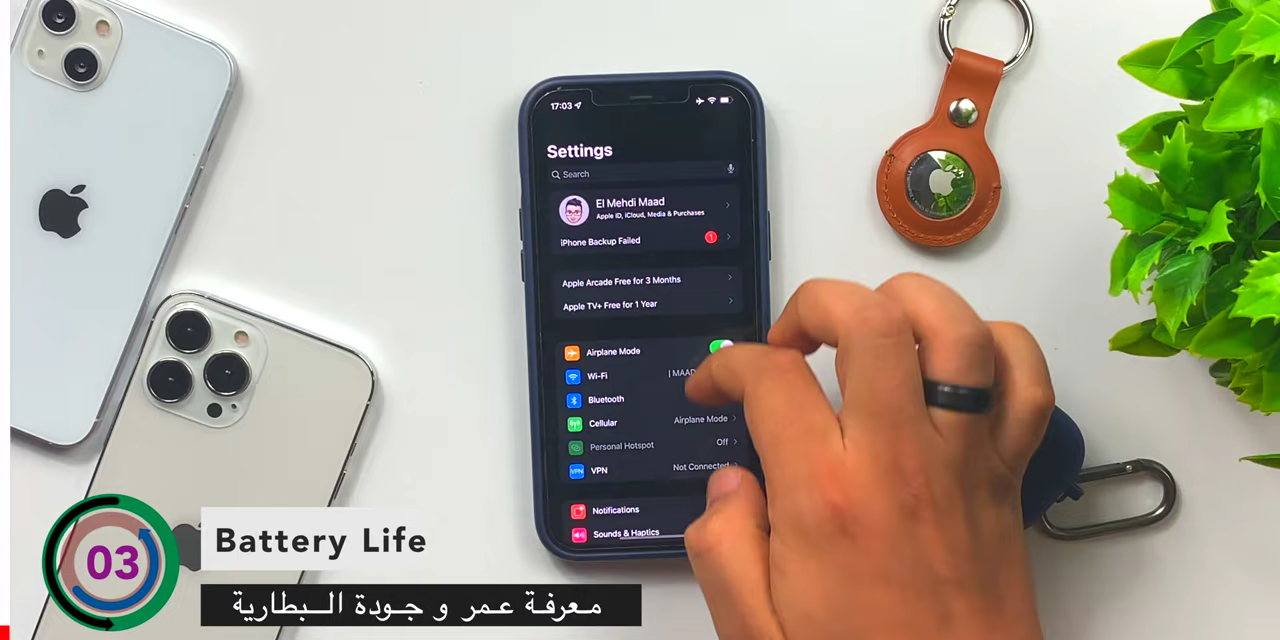 17:03
Settings
Search
El Mehdi Maad
Apple ID, iCloud, Media & Purchases
iPhone Backup Failed 1
Apple Arcade Free for 3 Months
Apple TV+ Free for 1 Year
Airplane Mode
Wi-Fi MAAD
Bluetooth
Cellular Airplane Mode
Personal Hotspot Off
VPN VPN Not Connected
Notifications
Sounds & Haptics
03
Battery Life
معرفة عمر و جودة البطارية